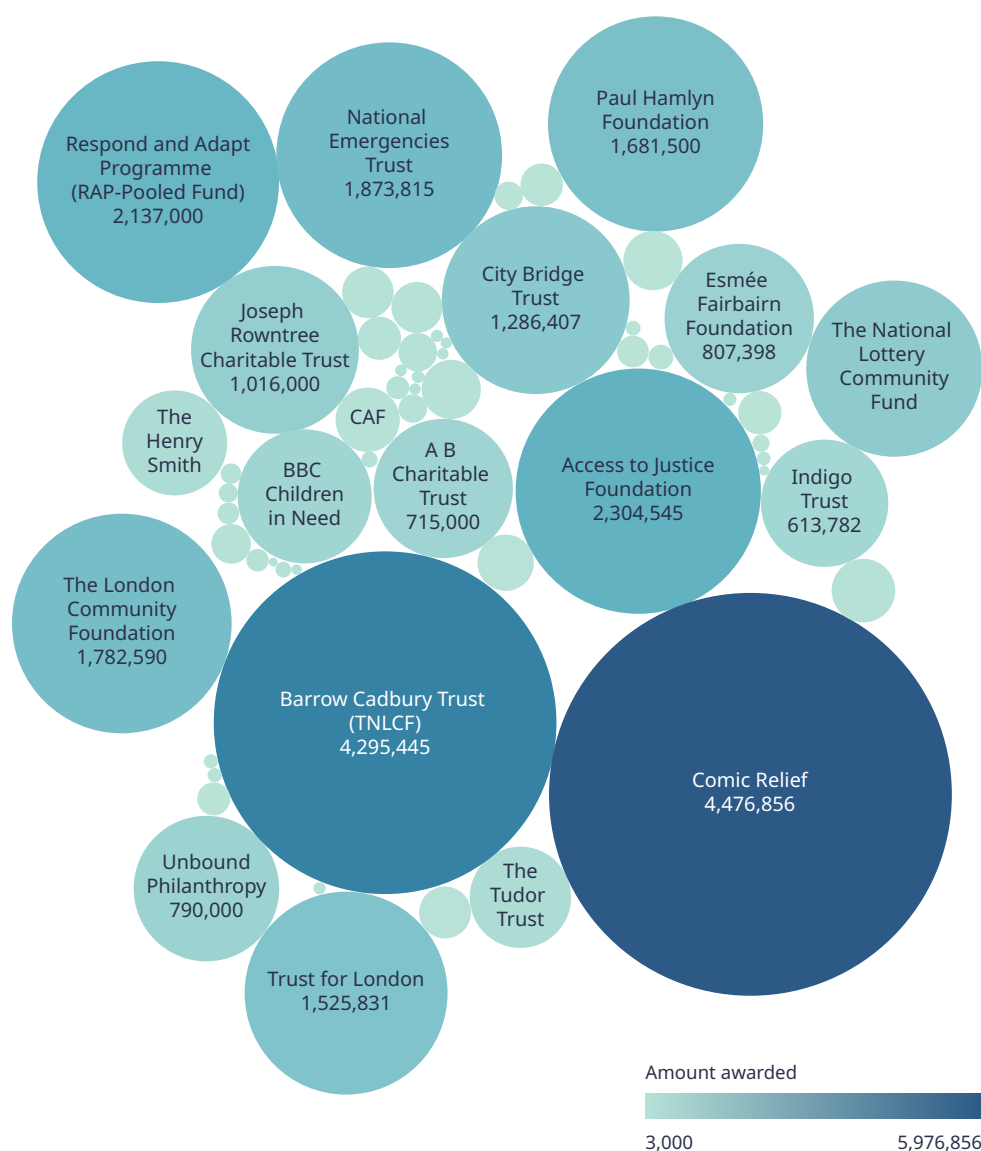 Paul Hamlyn
Foundation
1,681,500
National
Emergencies
Trust
1,873,815
Respond and Adapt
Programme
(RAP-Pooled Fund)
2,137,000
City Bridge
Trust
1,286,407
Esmée
Fairbairn
Foundation
807,398
Joseph
Rowntree
Charitable Trust
1,016,000
The National
Lottery
Community
Fund
The
Henry
Smith
CAF
BBC
Children
in Need
A B
Charitable
Trust
715,000
Access to Justice
Foundation
2,304,545
Indigo
Trust
613,782
The London
Community
Foundation
1,782,590
Barrow Cadbury Trust
(TNLCF)
4,295,445
Comic Relief
4,476,856
Unbound
Philanthropy
790,000
The
Tudor
Trust
Trust for London
1,525,831
Amount awarded
3,000
5,976,856